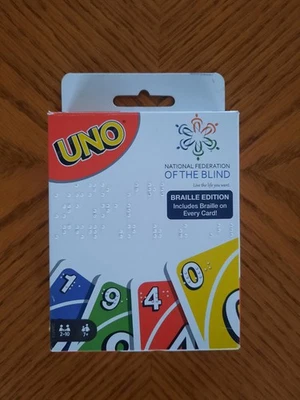 UNO
NATIONAL FEDERATION
OF THE BLIND
Live the life you want.
BRAILLE EDITION
Includes Braille on
Every Card!
1 9 4 0
2-10 7+